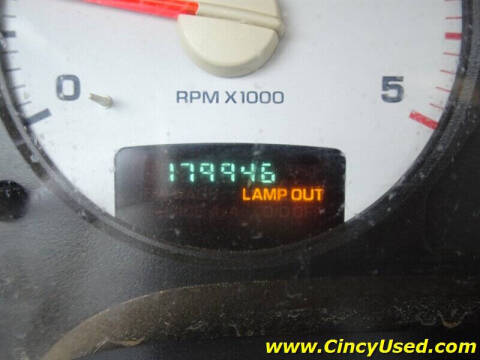 0 5
RPM X1000
179946
LAMP OUT
www.CincyUsed.com